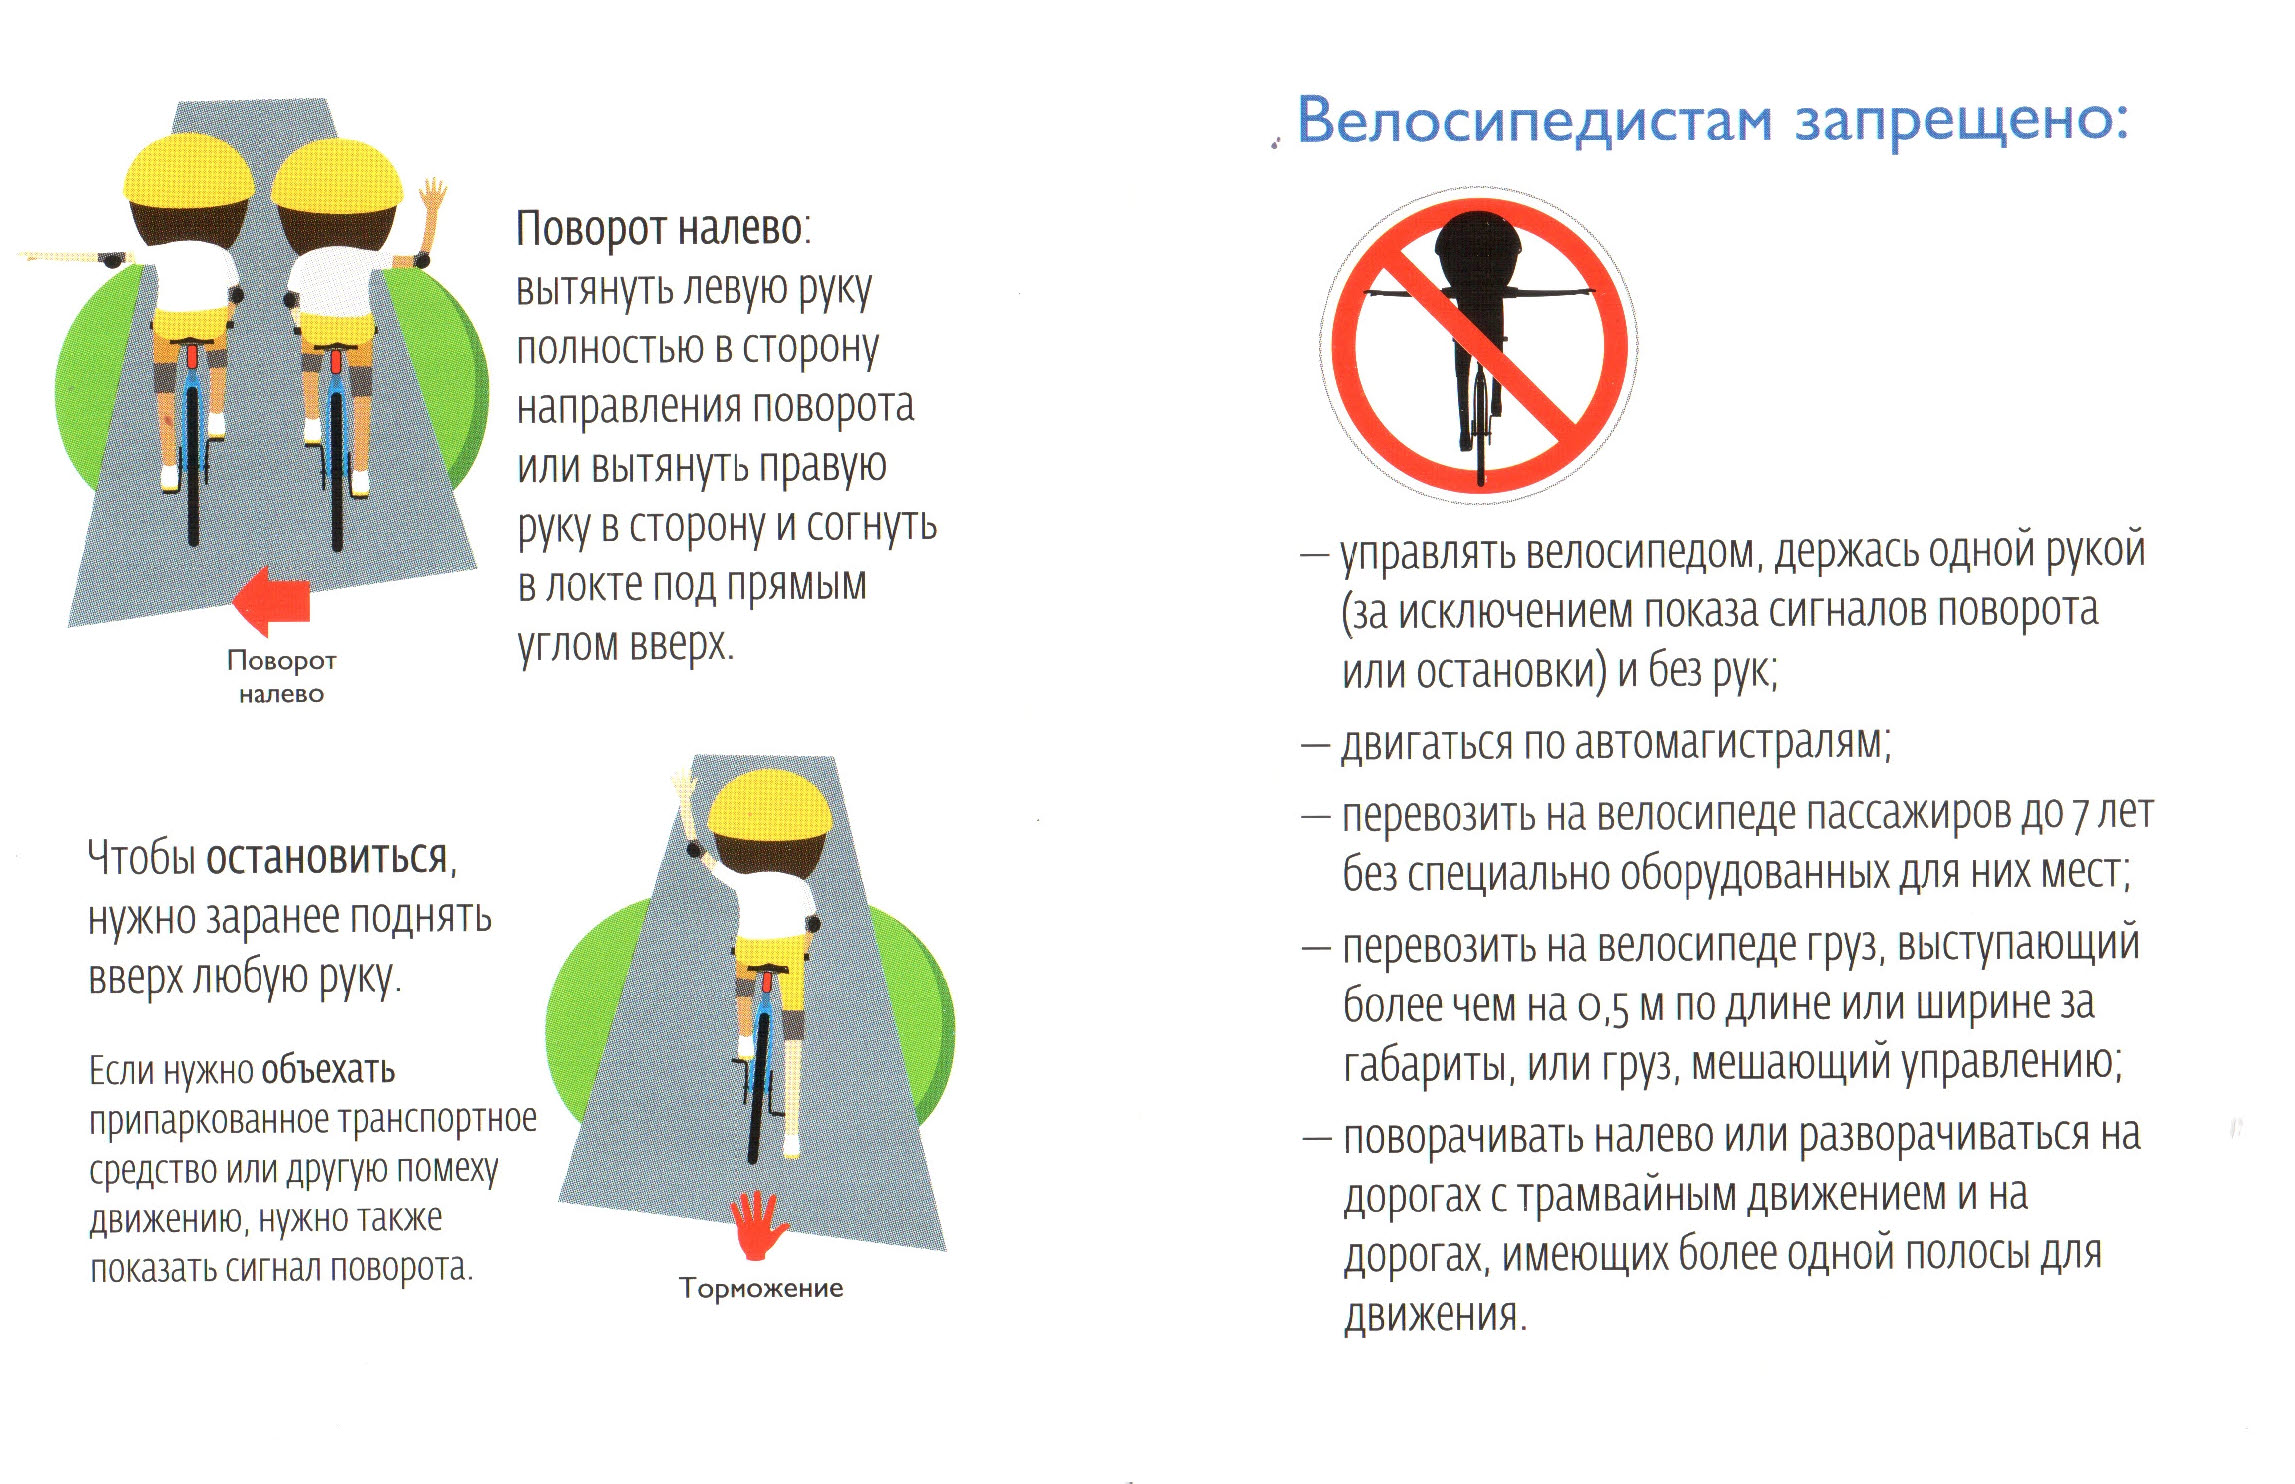 Поворот налево:
вытянуть левую руку
полностью в сторону
направления поворота
или вытянуть правую
руку в сторону и согнуть
в локте под прямым
углом вверх.
Поворот
налево
Чтобы остановиться,
нужно заранее поднять
вверх любую руку.
Если нужно объехать
припаркованное транспортное
средство или другую помеху
движению, нужно также
показать сигнал поворота.
Торможение
Велосипедистам запрещено:
— управлять велосипедом, держась одной рукой
(за исключением показа сигналов поворота
или остановки) и без рук;
— двигаться по автомагистралям;
— перевозить на велосипеде пассажиров до 7 лет
без специально оборудованных для них мест;
— перевозить на велосипеде груз, выступающий
более чем на 0,5 м по длине или ширине за
габариты, или груз, мешающий управлению;
— поворачивать налево или разворачиваться на
дорогах с трамвайным движением и на
дорогах, имеющих более одной полосы для
движения.